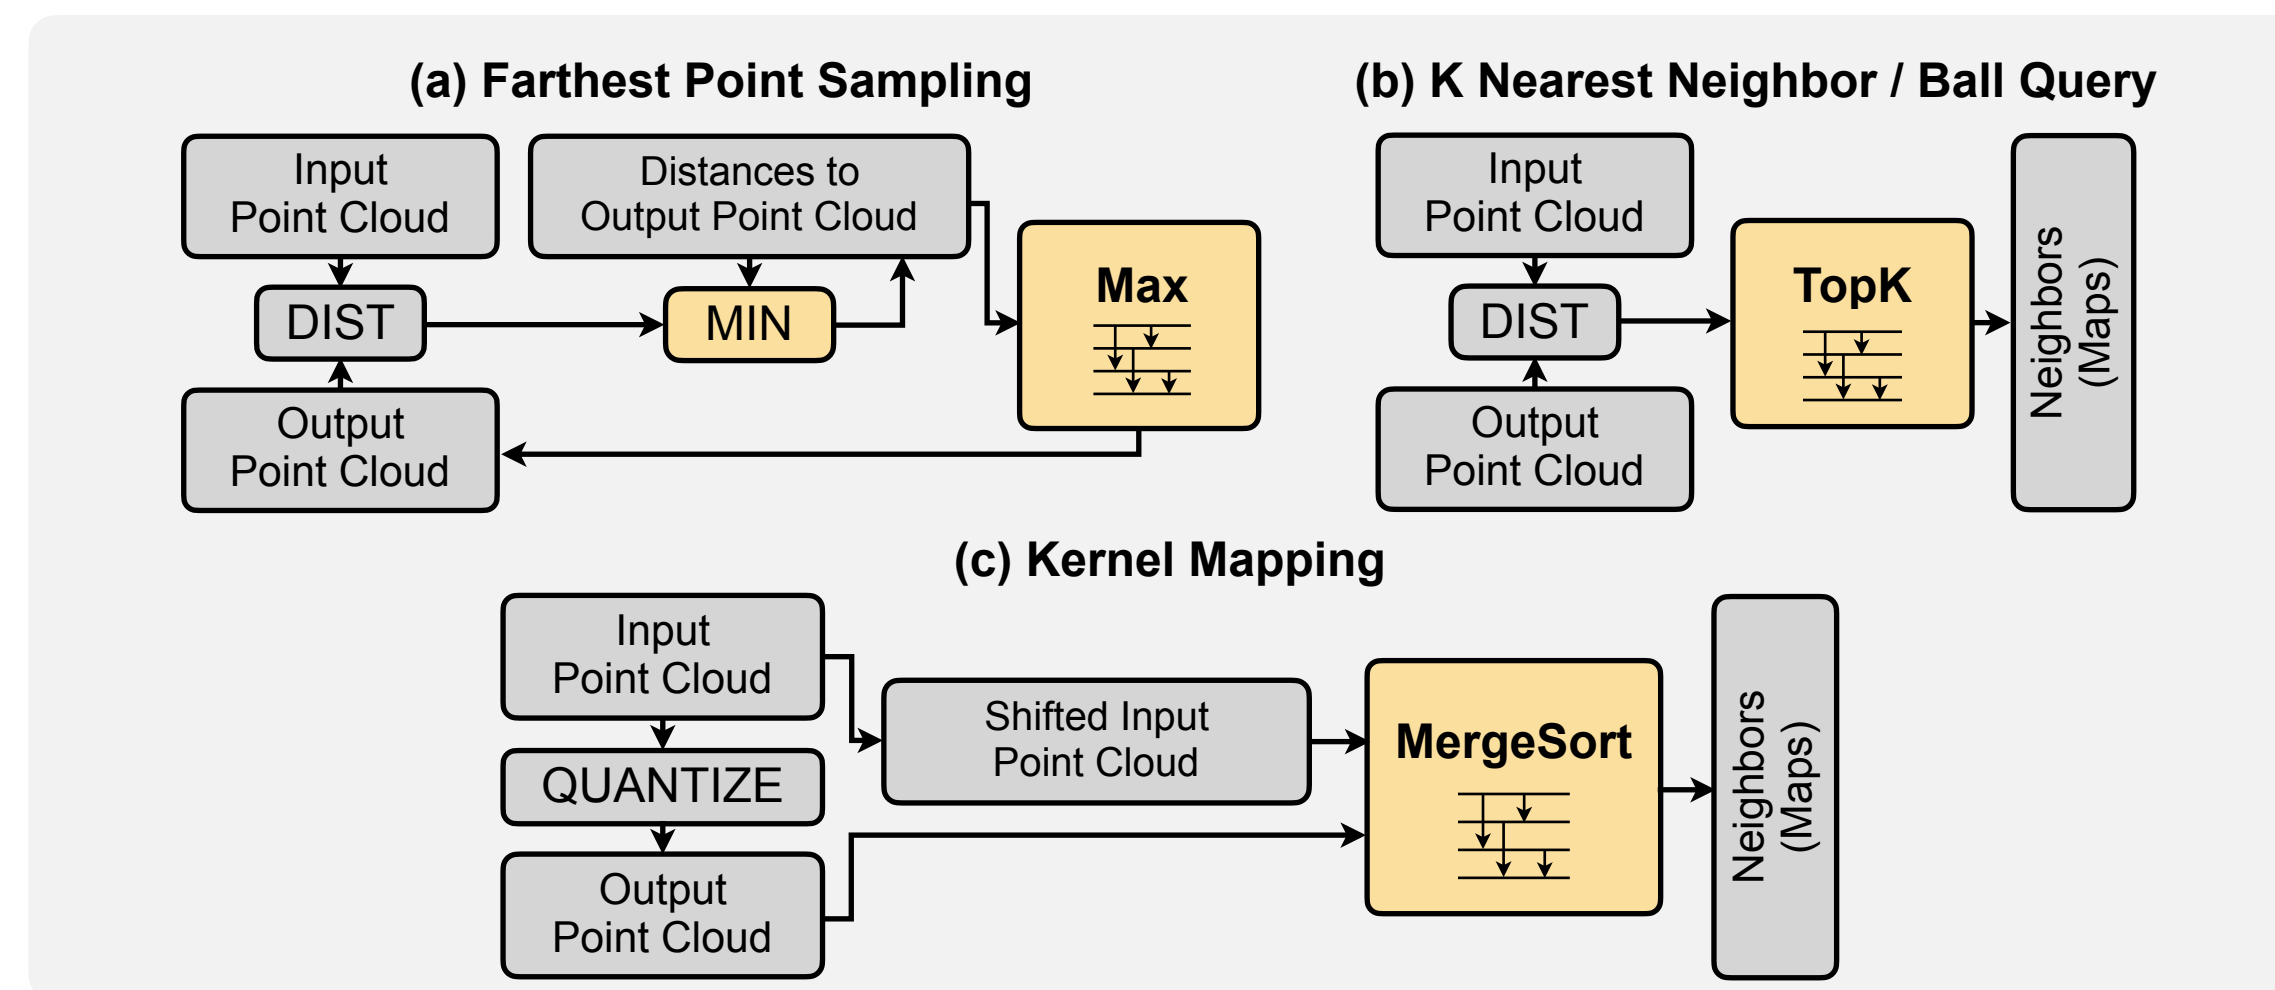 (a) Farthest Point Sampling
Input
Point Cloud
Distances to
Output Point Cloud
DIST
MIN
Max
Output
Point Cloud
(b) K Nearest Neighbor / Ball Query
Input
Point Cloud
DIST
TopK
Output
Point Cloud
Neighbors
(Maps)
(c) Kernel Mapping
Input
Point Cloud
QUANTIZE
Output
Point Cloud
Shifted Input
Point Cloud
MergeSort
Neighbors
(Maps)